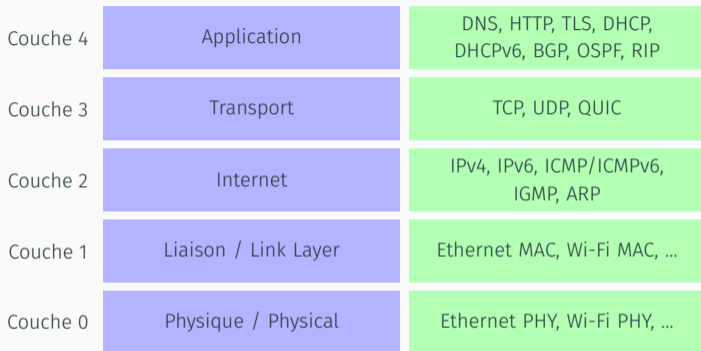 Couche 4
Application
DNS, HTTP, TLS, DHCP,
DHCPv6, BGP, OSPF, RIP
Couche 3
Transport
TCP, UDP, QUIC
Couche 2
Internet
IPv4, IPv6, ICMP/ICMPv6,
IGMP, ARP
Couche 1
Liaison / Link Layer
Ethernet MAC, Wi-Fi MAC, ...
Couche 0
Physique / Physical
Ethernet PHY, Wi-Fi PHY, ...